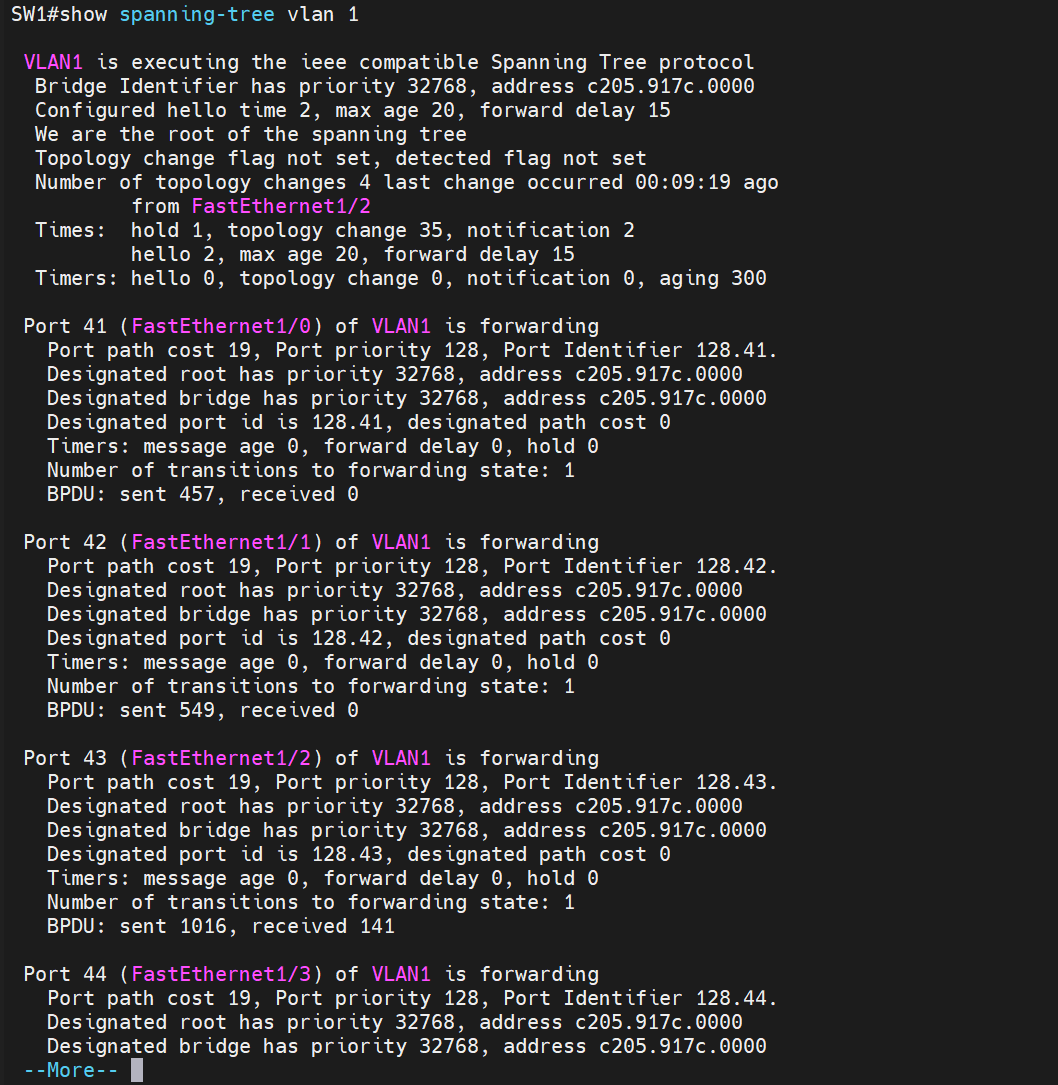 SW1#show spanning-tree vlan 1
VLAN1 is executing the ieee compatible Spanning Tree protocol
Bridge Identifier has priority 32768, address c205.917c.0000
Configured hello time 2, max age 20, forward delay 15
We are the root of the spanning tree
Topology change flag not set, detected flag not set
Number of topology changes 4 last change occurred 00:09:19 ago
from FastEthernet1/2
Times:  hold 1, topology change 35, notification 2
hello 2, max age 20, forward delay 15
Timers: hello 0, topology change 0, notification 0, aging 300
Port 41 (FastEthernet1/0) of VLAN1 is forwarding
Port path cost 19, Port priority 128, Port Identifier 128.41.
Designated root has priority 32768, address c205.917c.0000
Designated bridge has priority 32768, address c205.917c.0000
Designated port id is 128.41, designated path cost 0
Timers: message age 0, forward delay 0, hold 0
Number of transitions to forwarding state: 1
BPDU: sent 457, received 0
Port 42 (FastEthernet1/1) of VLAN1 is forwarding
Port path cost 19, Port priority 128, Port Identifier 128.42.
Designated root has priority 32768, address c205.917c.0000
Designated bridge has priority 32768, address c205.917c.0000
Designated port id is 128.42, designated path cost 0
Timers: message age 0, forward delay 0, hold 0
Number of transitions to forwarding state: 1
BPDU: sent 549, received 0
Port 43 (FastEthernet1/2) of VLAN1 is forwarding
Port path cost 19, Port priority 128, Port Identifier 128.43.
Designated root has priority 32768, address c205.917c.0000
Designated bridge has priority 32768, address c205.917c.0000
Designated port id is 128.43, designated path cost 0
Timers: message age 0, forward delay 0, hold 0
Number of transitions to forwarding state: 1
BPDU: sent 1016, received 141
Port 44 (FastEthernet1/3) of VLAN1 is forwarding
Port path cost 19, Port priority 128, Port Identifier 128.44.
Designated root has priority 32768, address c205.917c.0000
Designated bridge has priority 32768, address c205.917c.0000
--More--